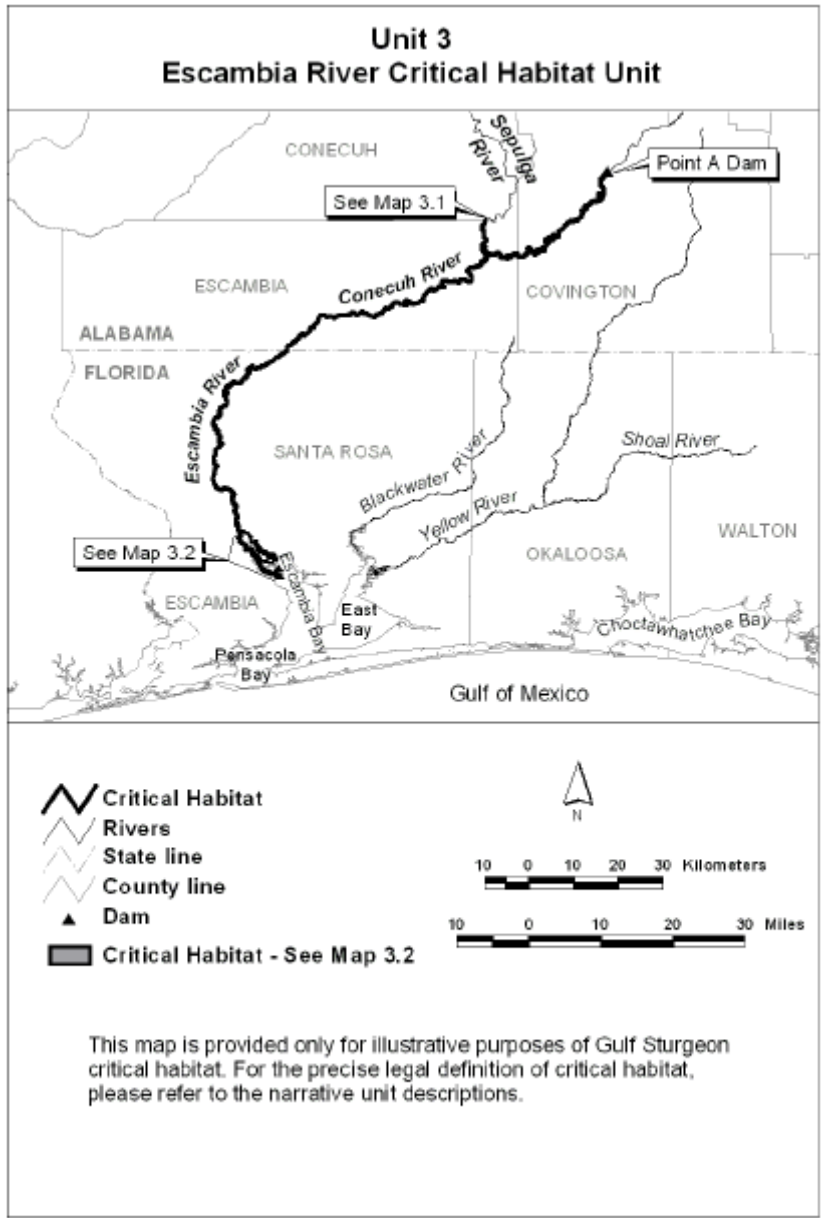 Unit 3
Escambia River Critical Habitat Unit
CONECUH
Sepulga
River
Point A Dam
See Map 3.1
ESCAMBIA
Conecuh River
COVINGTON
ALABAMA
FLORIDA
Escambia River
SANTA ROSA
Blackwater River
Shoal River
Yellow River
WALTON
See Map 3.2
OKALOOSA
ESCAMBIA
Escambia Bay
East
Bay
Choctawhatchee Bay
Pensacola
Bay
Gulf of Mexico
Critical Habitat
Rivers
State line
County line
Dam
Critical Habitat - See Map 3.2
N
10 0 10 20 30 Kilometers
10 0 10 20 30 Miles
This map is provided only for illustrative purposes of Gulf Sturgeon
critical habitat. For the precise legal definition of critical habitat,
please refer to the narrative unit descriptions.